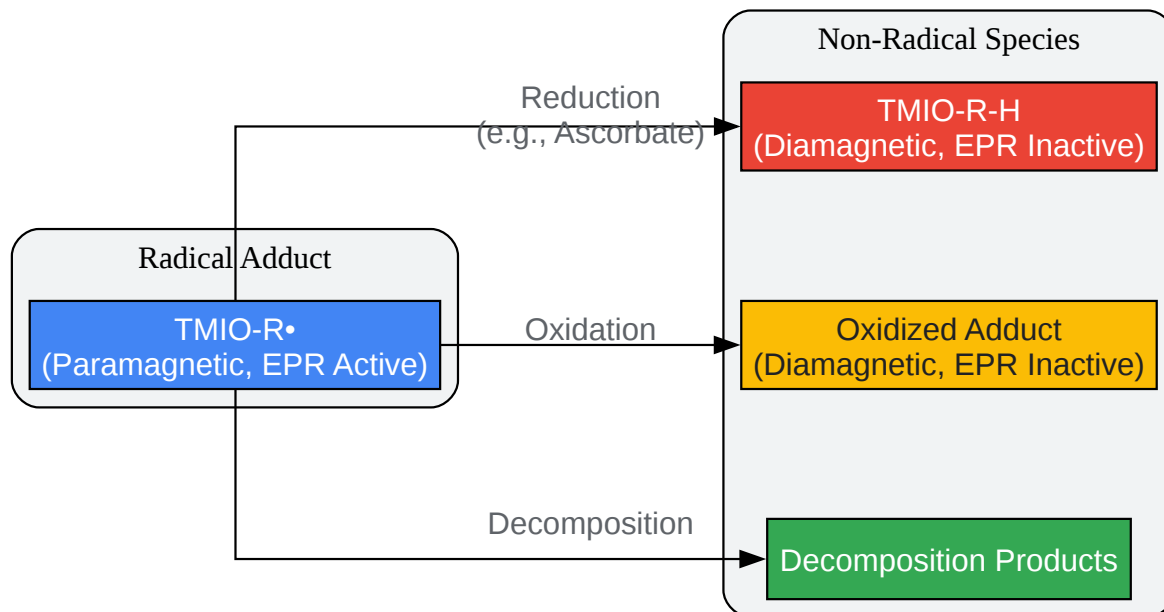 Non-Radical Species
Reduction
(e.g., Ascorbate)
TMIO-R-H
(Diamagnetic, EPR Inactive)
Radical Adduct
TMIO-R•
(Paramagnetic, EPR Active)
Oxidation
Oxidized Adduct
(Diamagnetic, EPR Inactive)
Decomposition
Decomposition Products